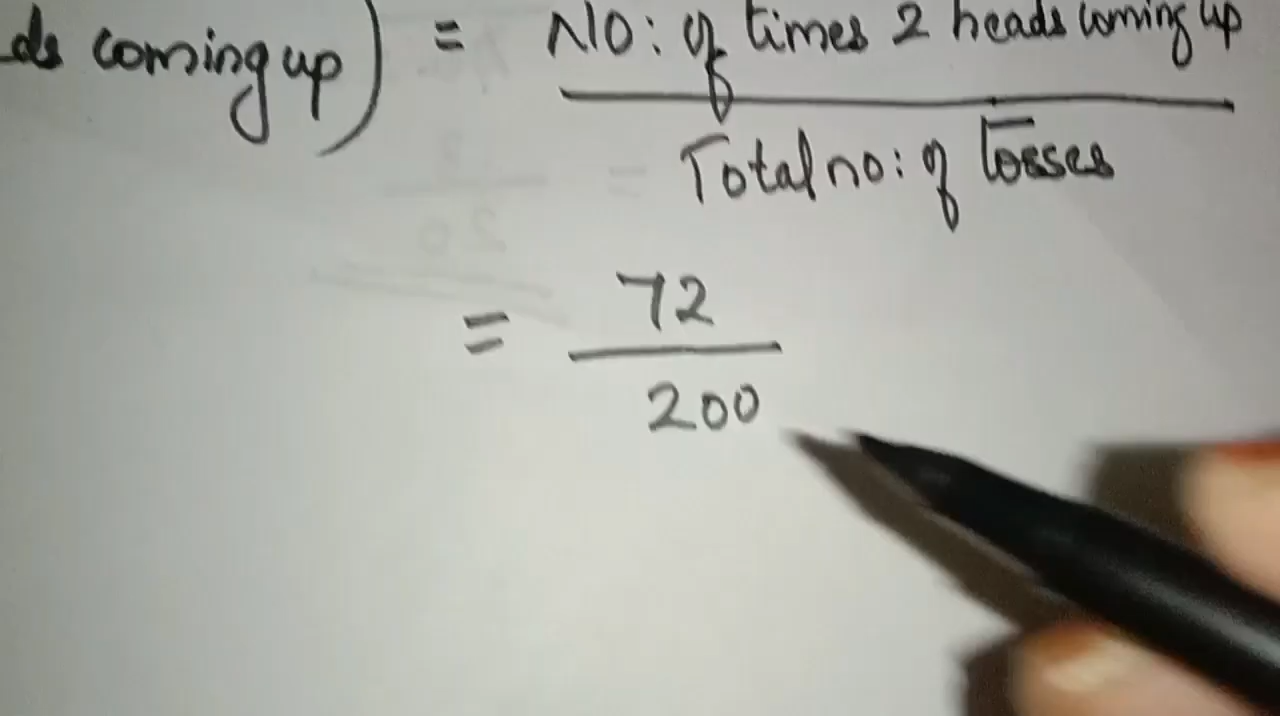 ds coming up) = No: of times 2 heads coming up
Total no: of tosses
= 72
200